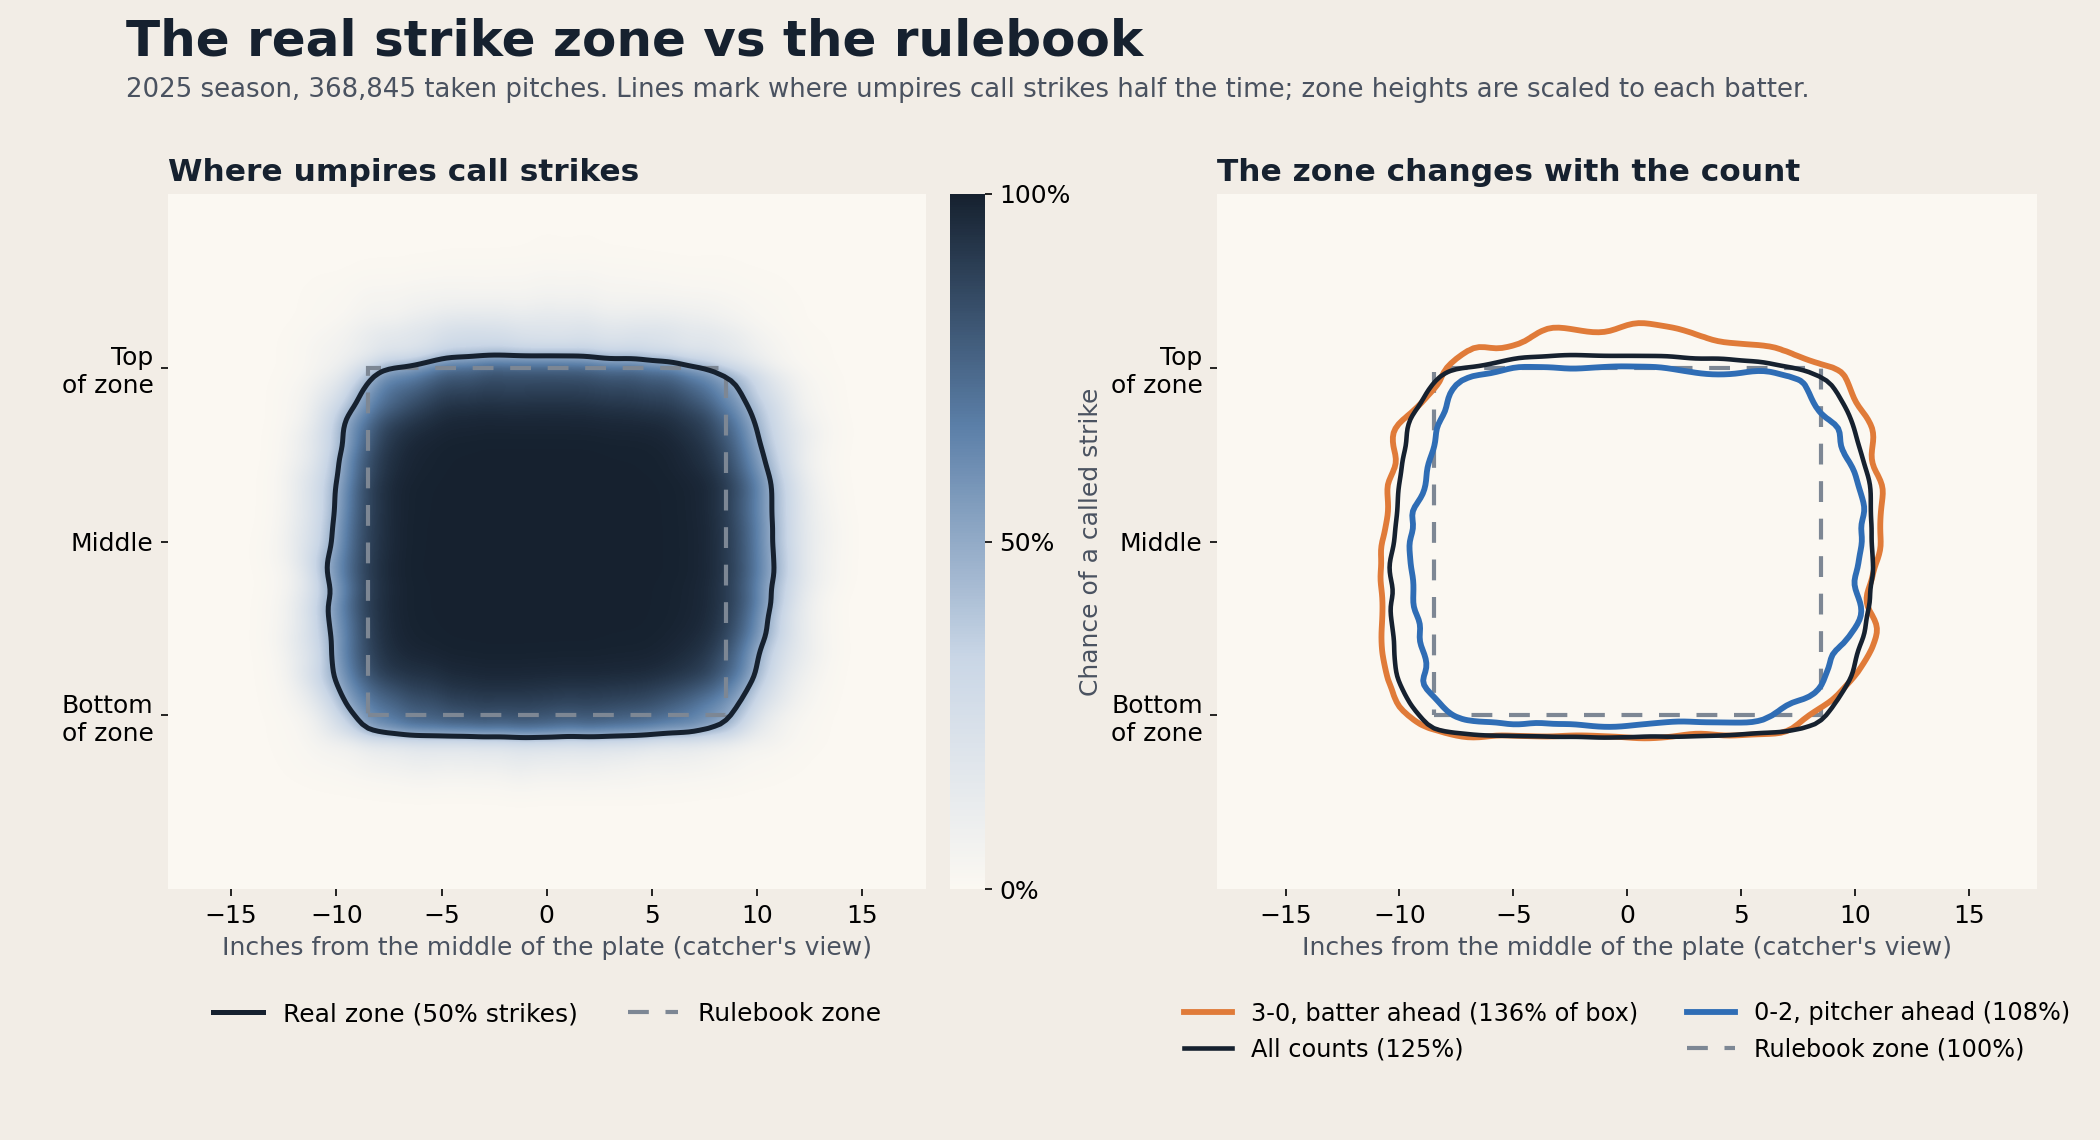 The real strike zone vs the rulebook
2025 season, 368,845 taken pitches. Lines mark where umpires call strikes half the time; zone heights are scaled to each batter.
Where umpires call strikes
Top
of zone
Middle
Bottom
of zone
−15 −10 −5 0 5 10 15
Inches from the middle of the plate (catcher's view)
Real zone (50% strikes) Rulebook zone
100%
50%
0%
Chance of a called strike
The zone changes with the count
Top
of zone
Middle
Bottom
of zone
−15 −10 −5 0 5 10 15
Inches from the middle of the plate (catcher's view)
3-0, batter ahead (136% of box) 0-2, pitcher ahead (108%)
All counts (125%) Rulebook zone (100%)